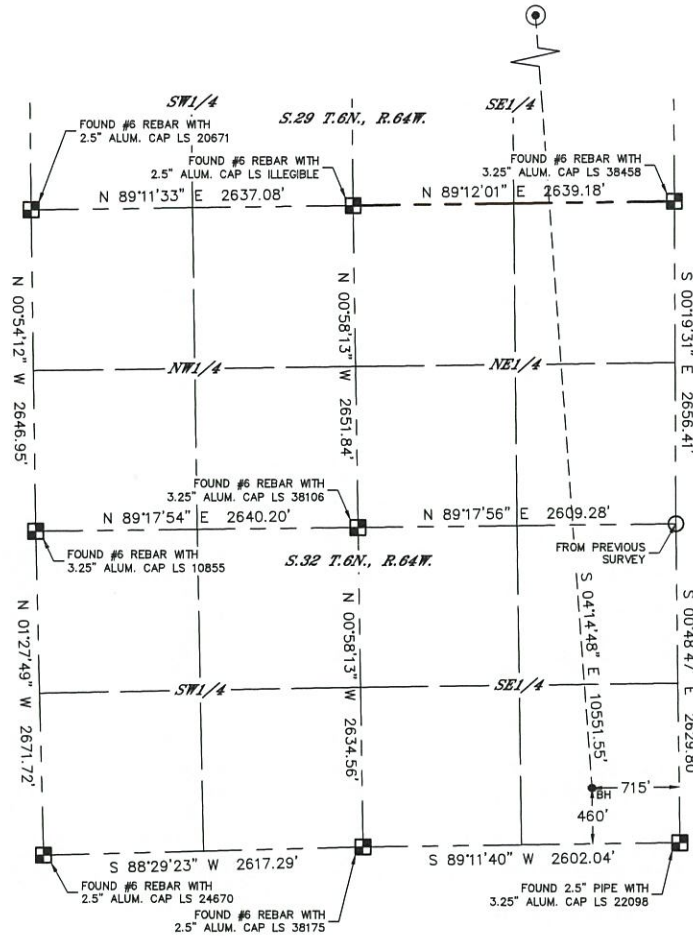 SW1/4
SE1/4
S.29 T.6N., R.64W.
FOUND #6 REBAR WITH
2.5" ALUM. CAP LS 20671
FOUND #6 REBAR WITH
2.5" ALUM. CAP LS ILLEGIBLE
FOUND #6 REBAR WITH
3.25" ALUM. CAP LS 38458
N 89°11'33" E 2637.08'
N 89°12'01" E 2639.18'
N 00°54'12" W 2646.95'
N 00°58'13" W 2651.84'
S 00°19'31" E 2656.41'
NW1/4
NE1/4
FOUND #6 REBAR WITH
3.25" ALUM. CAP LS 38106
N 89°17'54" E 2640.20'
N 89°17'56" E 2609.28'
FOUND #6 REBAR WITH
3.25" ALUM. CAP LS 10855
S.32 T.6N., R.64W.
FROM PREVIOUS
SURVEY
N 01°27'49" W 2671.72'
N 00°58'13" W 2634.56'
S 04°14'48" E 10551.55'
S 00°48'47" E 2629.80'
SW1/4
SE1/4
BH
715'
460'
S 88°29'23" W 2617.29'
S 89°11'40" W 2602.04'
FOUND #6 REBAR WITH
2.5" ALUM. CAP LS 24670
FOUND #6 REBAR WITH
2.5" ALUM. CAP LS 38175
FOUND 2.5" PIPE WITH
3.25" ALUM. CAP LS 22098